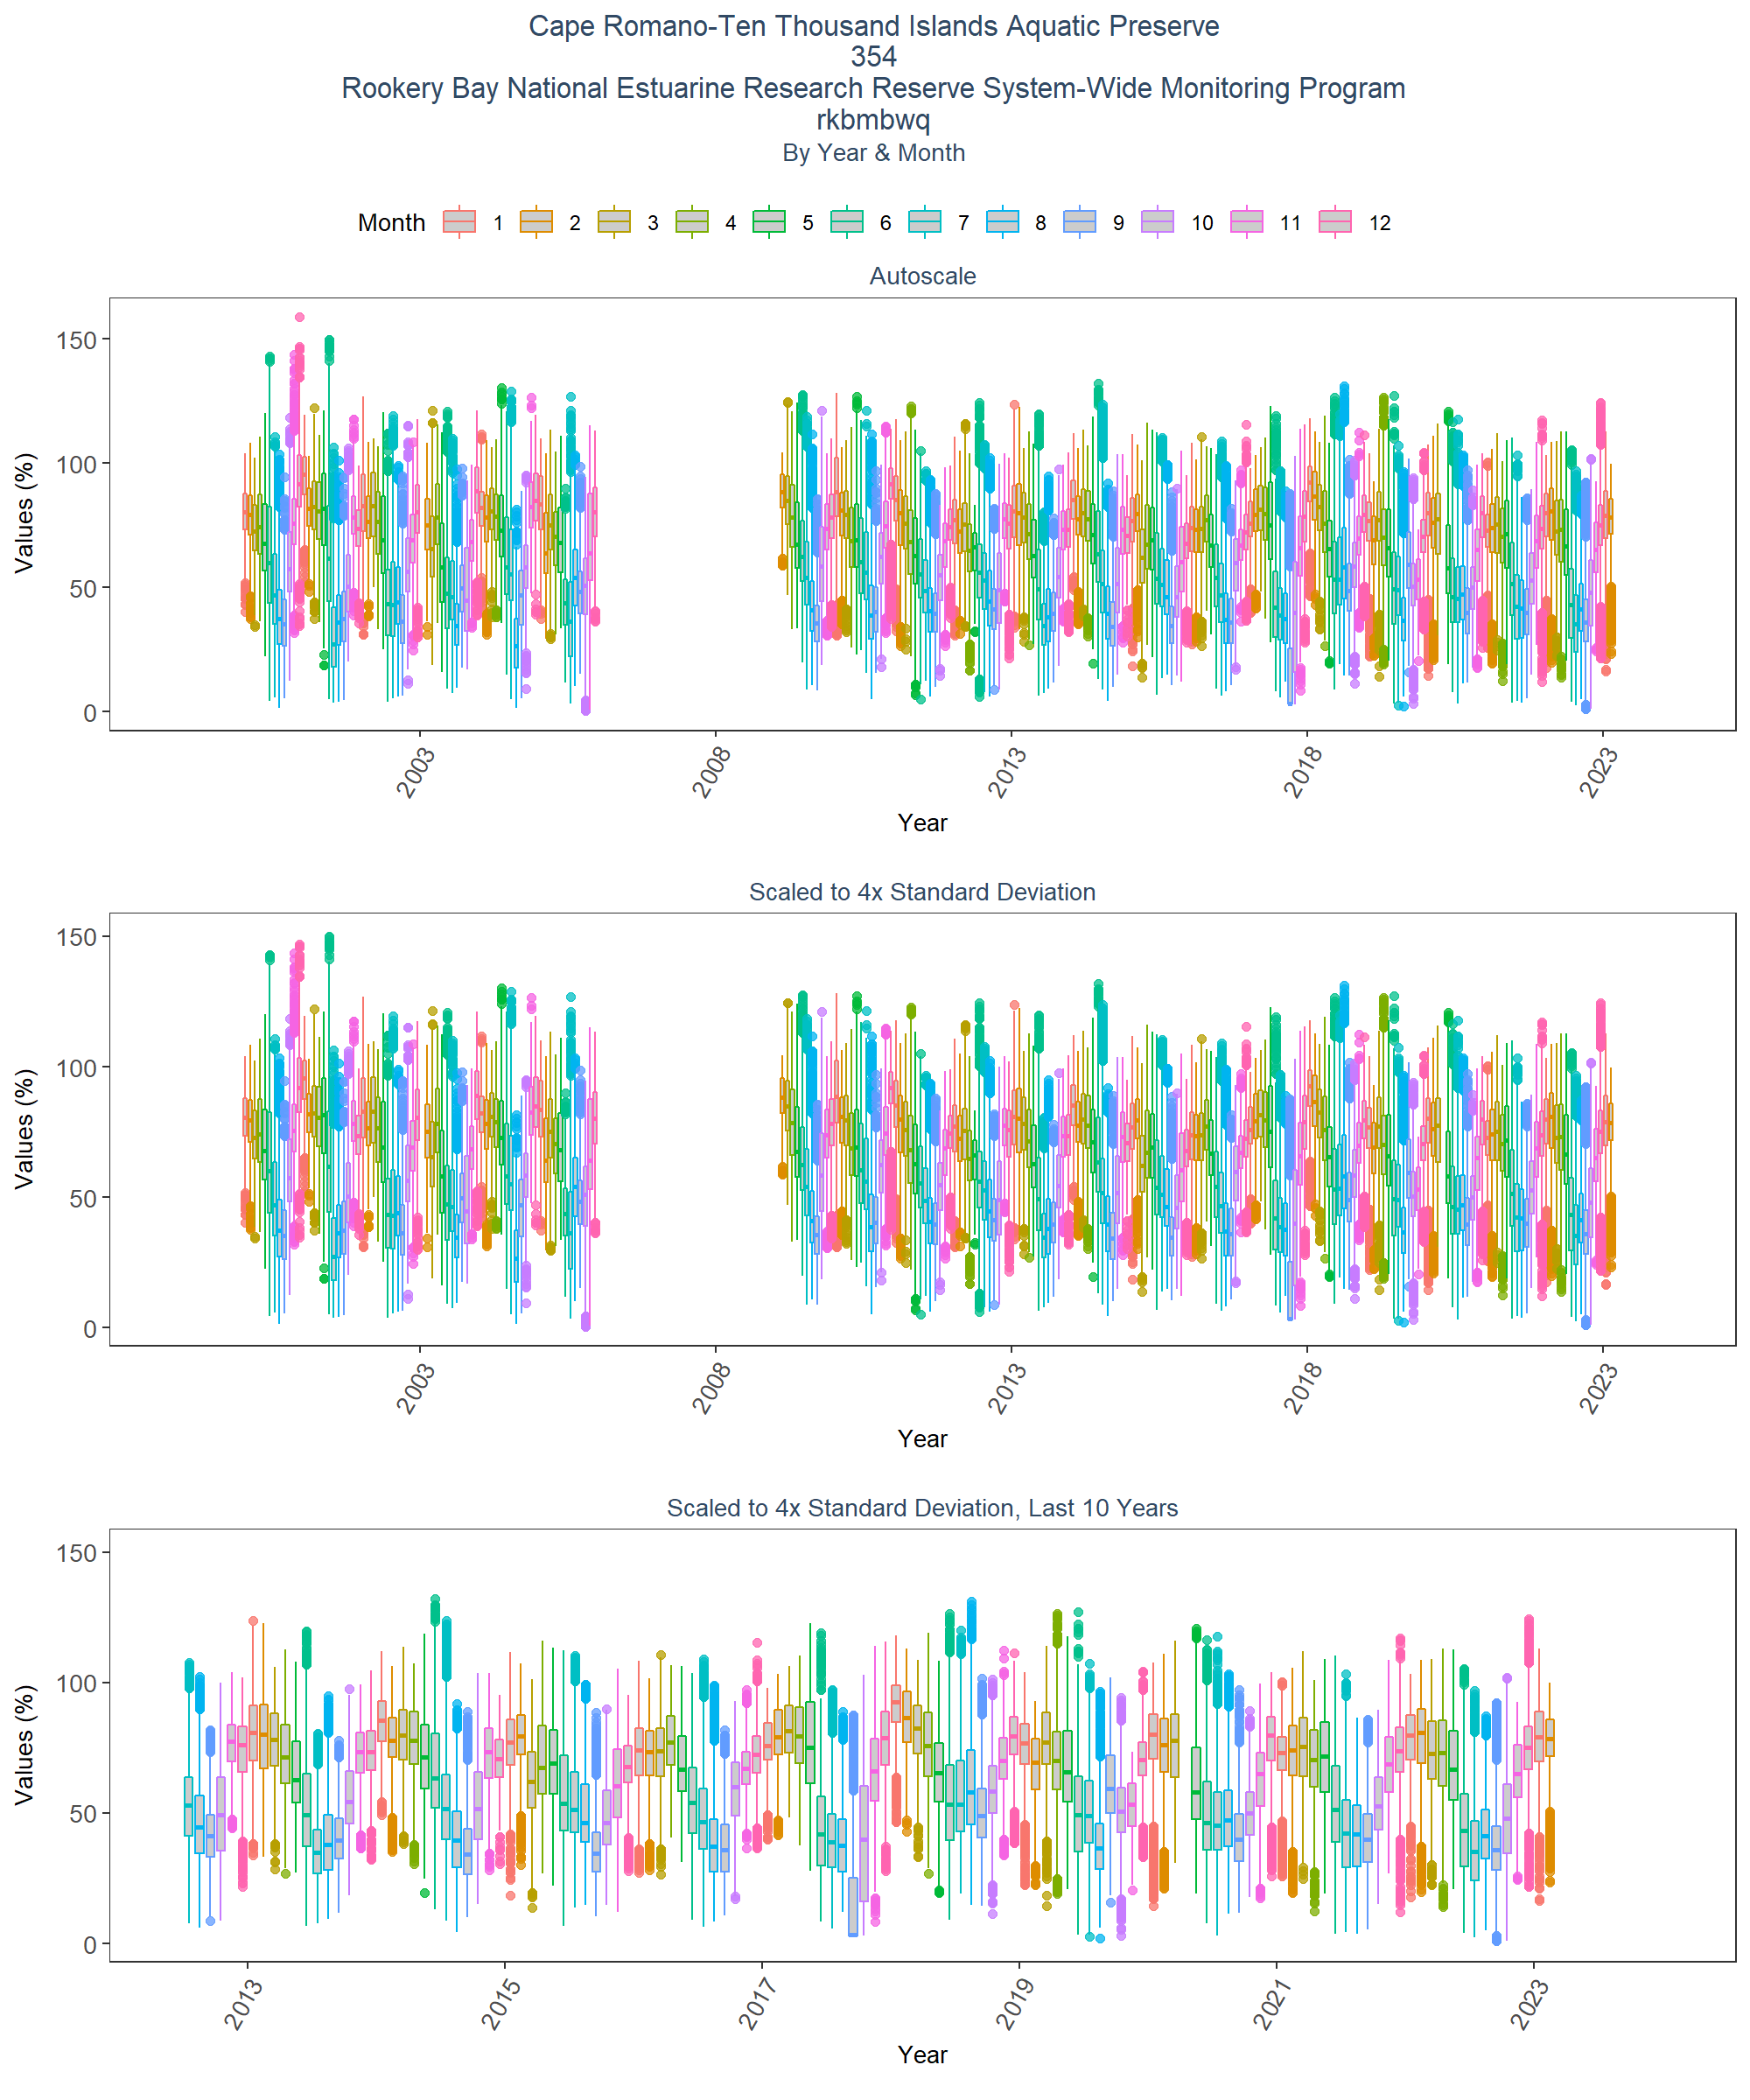 Cape Romano-Ten Thousand Islands Aquatic Preserve
354
Rookery Bay National Estuarine Research Reserve System-Wide Monitoring Program
rkbmbwq
By Year & Month
Month 1 2 3 4 5 6 7 8 9 10 11 12
Autoscale
Values (%)
150
100
50
0
2003 2008 2013 2018 2023
Year
Scaled to 4x Standard Deviation
Values (%)
150
100
50
0
2003 2008 2013 2018 2023
Year
Scaled to 4x Standard Deviation, Last 10 Years
Values (%)
150
100
50
0
2013 2015 2017 2019 2021 2023
Year